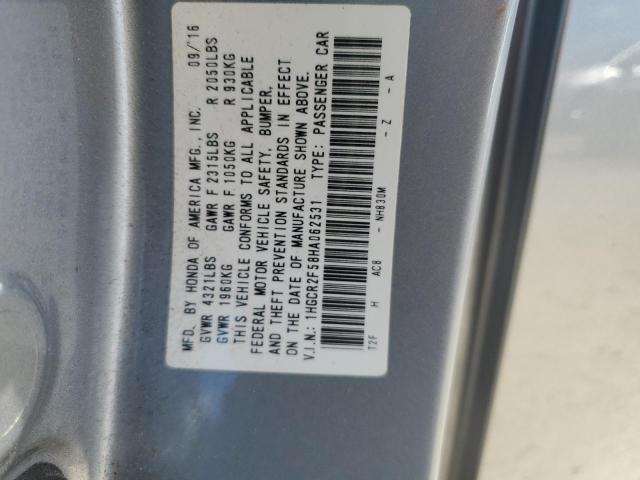 MFD. BY HONDA OF AMERICA MFG., INC. 09/16
GVWR 4321LBS GAWR F 2315LBS R 2050LBS
GVWR 1960KG GAWR F 1050KG R 930KG
THIS VEHICLE CONFORMS TO ALL APPLICABLE
FEDERAL MOTOR VEHICLE SAFETY, BUMPER,
AND THEFT PREVENTION STANDARDS IN EFFECT
ON THE DATE OF MANUFACTURE SHOWN ABOVE.
V.I.N.: 1HGCR2F58HA062531 TYPE: PASSENGER CAR
T2F H AC8 - NH830M - Z - A